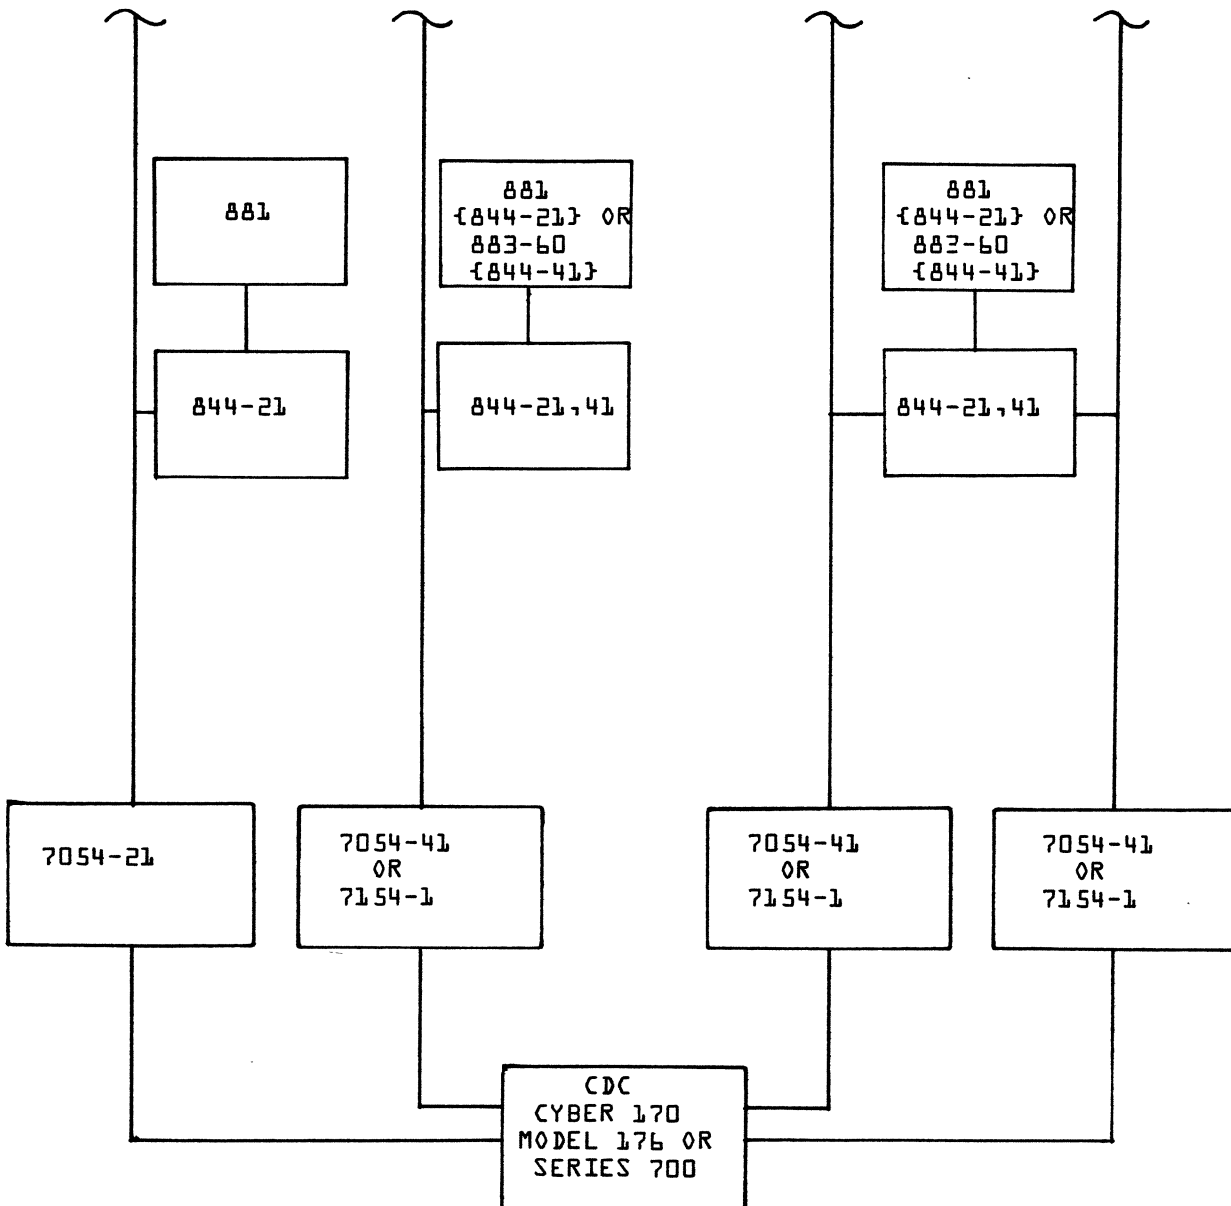 881
881
{844-21} OR
883-60
{844-41}
881
{844-21} OR
883-60
{844-41}
844-21
844-21,41
844-21,41
7054-21
7054-41
OR
7154-1
7054-41
OR
7154-1
7054-41
OR
7154-1
CDC
CYBER 170
MODEL 176 OR
SERIES 700